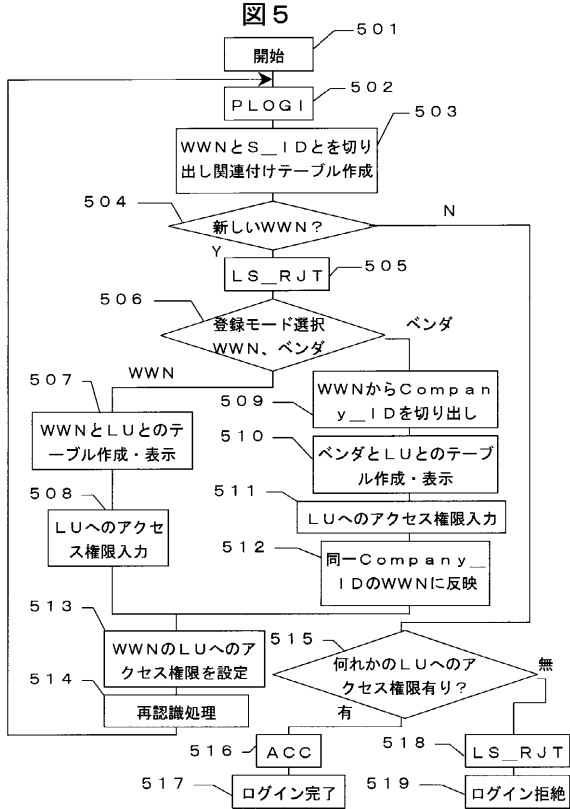 図5
501
開始
502
PLOGI
503
WWNとS_IDとを切り
出し関連付けテーブル作成
504
新しいWWN?
N
Y
LS_RJT
505
506
登録モード選択
WWN、ベンダ
ベンダ
WWN
507
WWNとLUとのテ
ーブル作成・表示
508
LUへのアクセ
ス権限入力
509
WWNからCompan
y_IDを切り出し
510
ベンダとLUとのテーブ
ル作成・表示
511
LUへのアクセス権限入力
512
同一Company_
IDのWWNに反映
513
WWNのLUへのア
クセス権限を設定
514
再認識処理
515
何れかのLUへのア
クセス権限有り?
無
有
516
ACC
517
ログイン完了
518
LS_RJT
519
ログイン拒絶